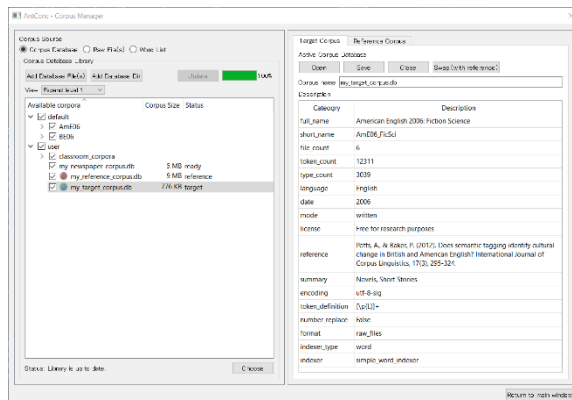 AntConc - Corpus Manager
Corpus Source
Corpus Database Raw File(s) Word List
Corpus Database Library
Add Database File(s) Add Database Dir Update 100%
View Expand level 1
Available corpora Corpus Size Status
default
AmE06
BE06
user
classroom_corpora
my_newspaper_corpus.db 5 MB ready
my_reference_corpus.db 9 MB reference
my_target_corpus.db 276 KB target
Status: Library is up to date.
Choose
Target Corpus Reference Corpus
Active Corpus Database
Open Save Close Swap (with reference)
Corpus name my_target_corpus.db
Description
Category Description
full_name American English 2006: Fiction Science
short_name AmE06_FicSci
file_count 6
token_count 12311
type_count 3039
language English
date 2006
mode written
license Free for research purposes
reference Potts, A., & Baker, P. (2012). Does semantic tagging identify cultural
change in British and American English? International Journal of
Corpus Linguistics, 17(3), 295-324.
summary Novels, Short Stories
encoding utf-8-sig
token_definition [\p{L}]+
number replace False
format raw_files
indexer_type word
indexer simple_word_indexer
Return to main window